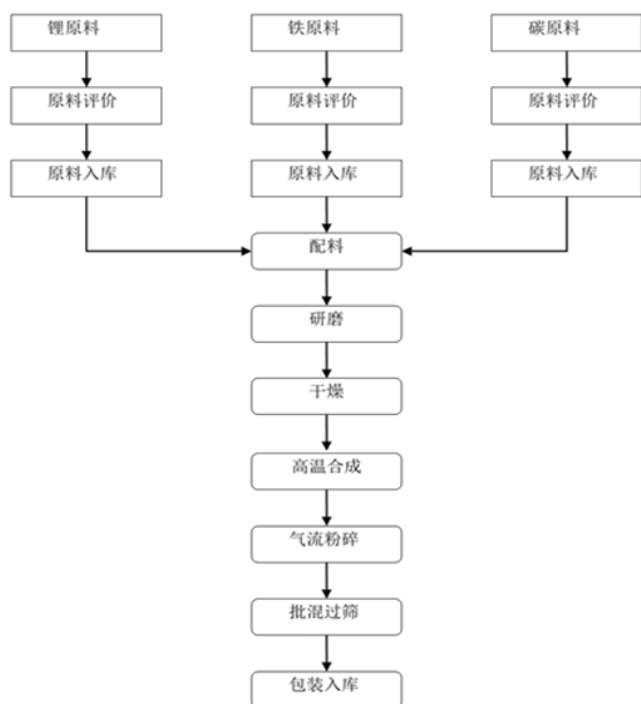 锂原料
铁原料
碳原料
原料评价
原料评价
原料评价
原料入库
原料入库
原料入库
配料
研磨
干燥
高温合成
气流粉碎
批混过筛
包装入库